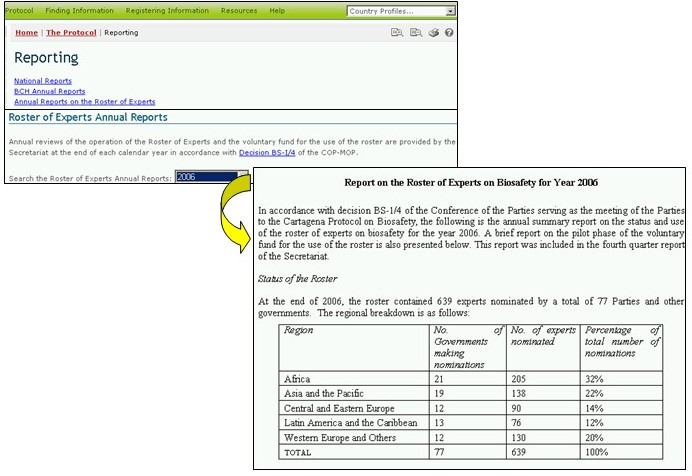 Protocol Finding Information Registering Information Resources Help Country Profiles...
Home | The Protocol | Reporting
Reporting
National Reports
BCH Annual Reports
Annual Reports on the Roster of Experts
Roster of Experts Annual Reports
Annual reviews of the operation of the Roster of Experts and the voluntary fund for the use of the roster are provided by the
Secretariat at the end of each calendar year in accordance with Decision BS-1/4 of the COP-MOP.
Search the Roster of Experts Annual Reports: 2006
Report on the Roster of Experts on Biosafety for Year 2006
In accordance with decision BS-1/4 of the Conference of the Parties serving as the meeting of the Parties
to the Cartagena Protocol on Biosafety, the following is the annual summary report on the status and use
of the roster of experts on biosafety for the year 2006. A brief report on the pilot phase of the voluntary
fund for the use of the roster is also presented below. This report was included in the fourth quarter report
of the Secretariat.
Status of the Roster
At the end of 2006, the roster contained 639 experts nominated by a total of 77 Parties and other
governments. The regional breakdown is as follows:
Region No. of No. of experts Percentage of
Governments nominated total number of
making nominations
nominations
Africa 21 205 32%
Asia and the Pacific 19 138 22%
Central and Eastern Europe 12 90 14%
Latin America and the Caribbean 13 76 12%
Western Europe and Others 12 130 20%
TOTAL 77 639 100%